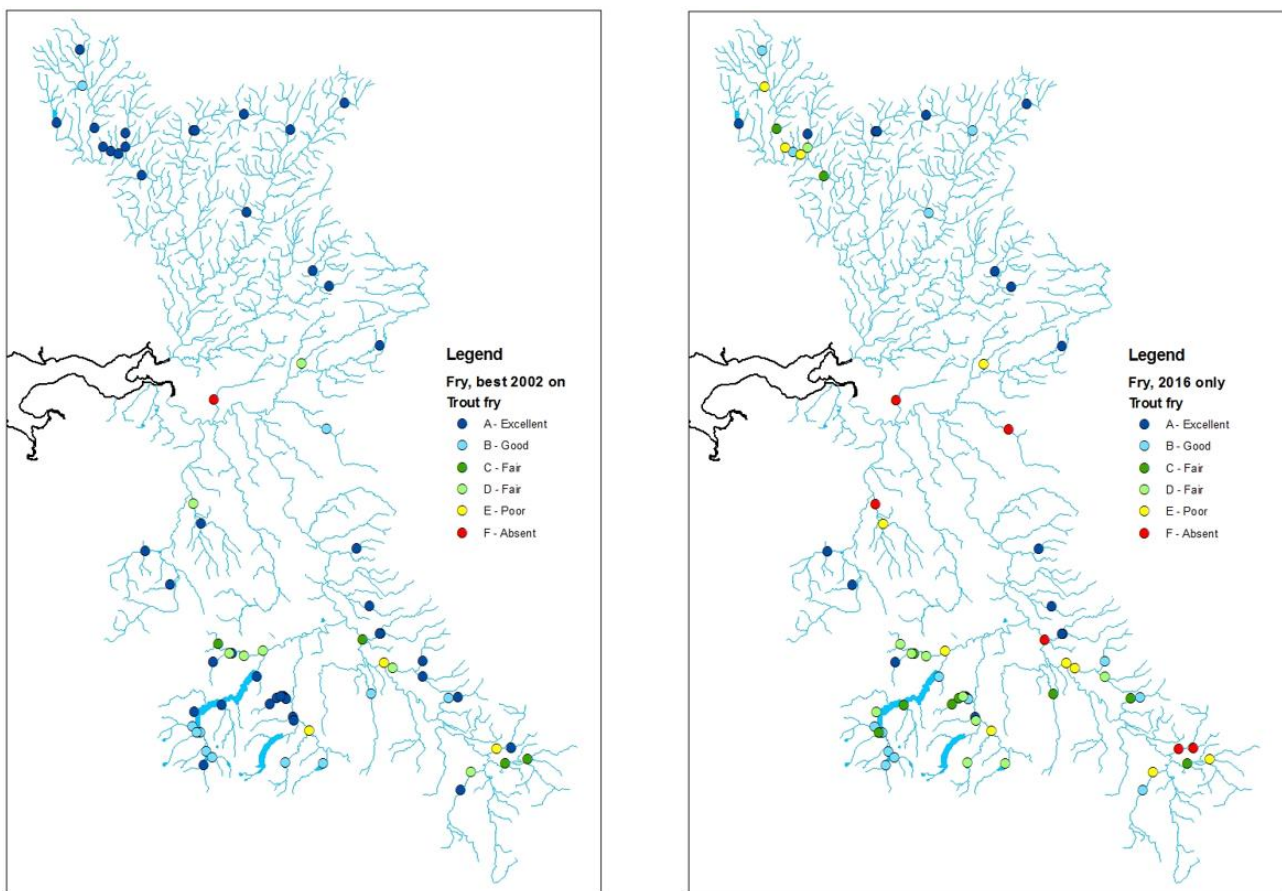 Legend
Fry, best 2002 on
Trout fry
A - Excellent
B - Good
C - Fair
D - Fair
E - Poor
F - Absent
Legend
Fry, 2016 only
Trout fry
A - Excellent
B - Good
C - Fair
D - Fair
E - Poor
F - Absent